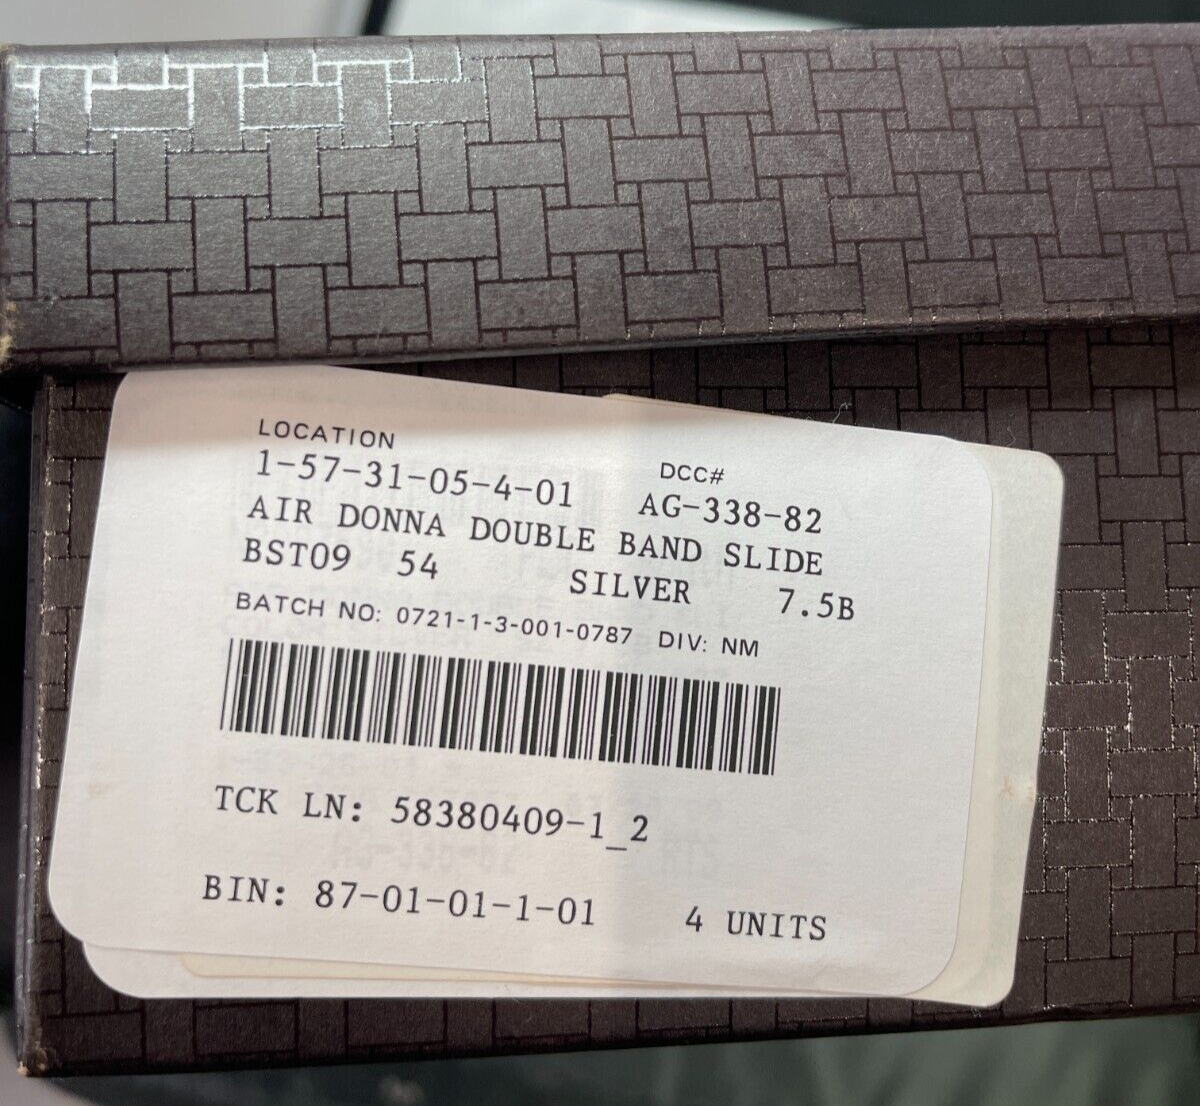 LOCATION
1-57-31-05-4-01
DCC#
AG-338-82
AIR DONNA DOUBLE BAND SLIDE
BST09 54 SILVER 7.5B
BATCH NO: 0721-1-3-001-0787 DIV: NM
TCK LN: 58380409-1_2
BIN: 87-01-01-1-01 4 UNITS